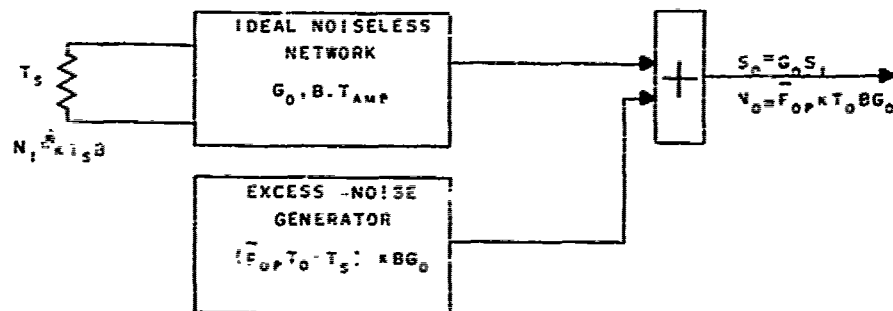 IDEAL NOISELESS
NETWORK
G₀, B, T_AMP
T_S
N_i = KT_SB
+
S₀ = G₀S_i
N₀ = F̄_OP KT₀BG₀
EXCESS -NOISE
GENERATOR
(F̄_OP T₀ - T_S) KBG₀